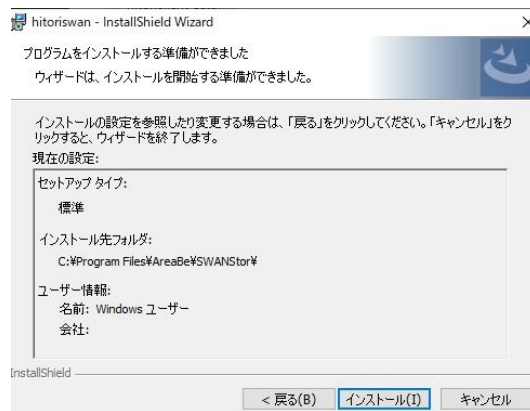 hitoriswan - InstallShield Wizard
プログラムをインストールする準備ができました
ウィザードは、インストールを開始する準備ができました。
インストールの設定を参照したり変更する場合は、「戻る」をクリックしてください。「キャンセル」をク
リックすると、ウィザードを終了します。
現在の設定:
セットアップ タイプ:
標準
インストール先フォルダ:
C:¥Program Files¥AreaBe¥SWANStor¥
ユーザー情報:
名前: Windows ユーザー
会社:
InstallShield
< 戻る(B) インストール(I) キャンセル